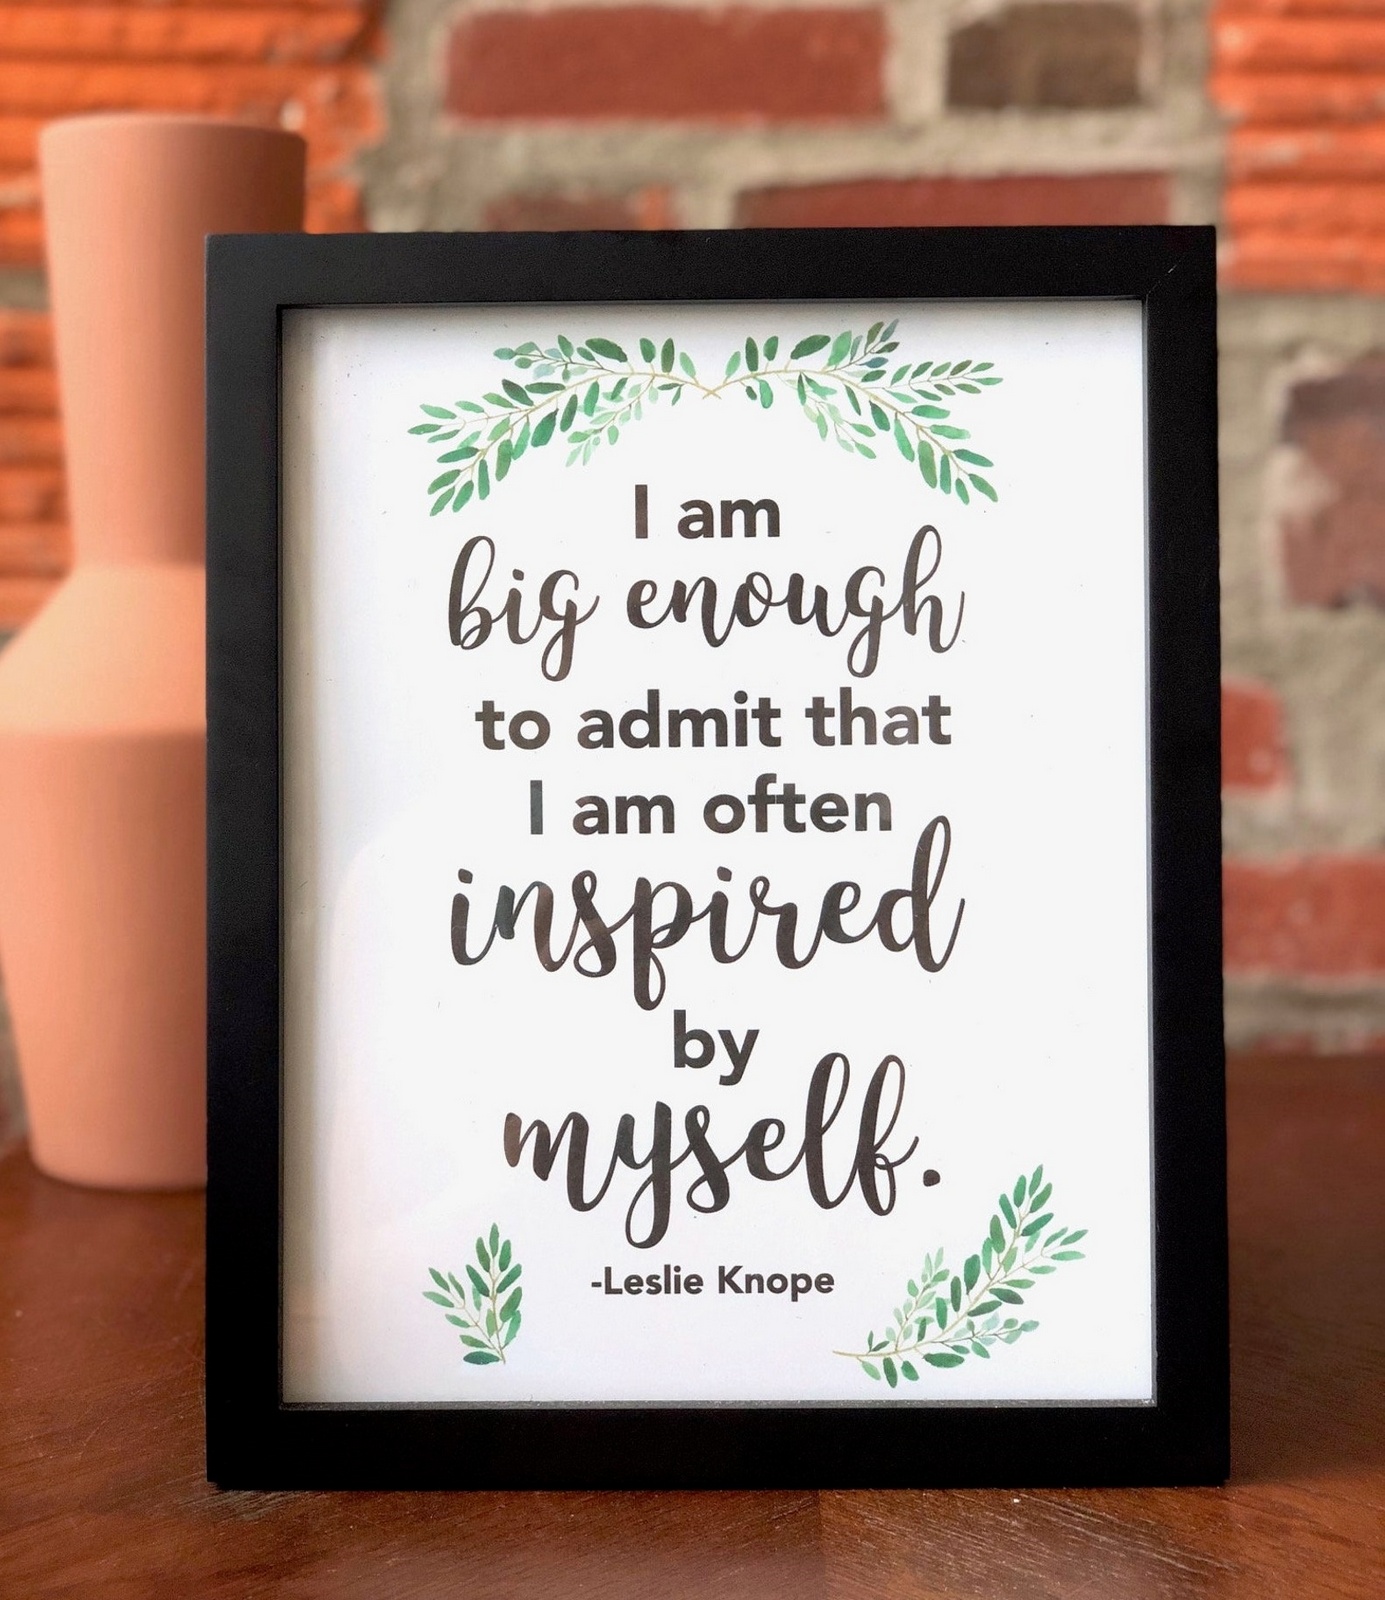 I am
big enough
to admit that
I am often
inspired
by
myself.
-Leslie Knope